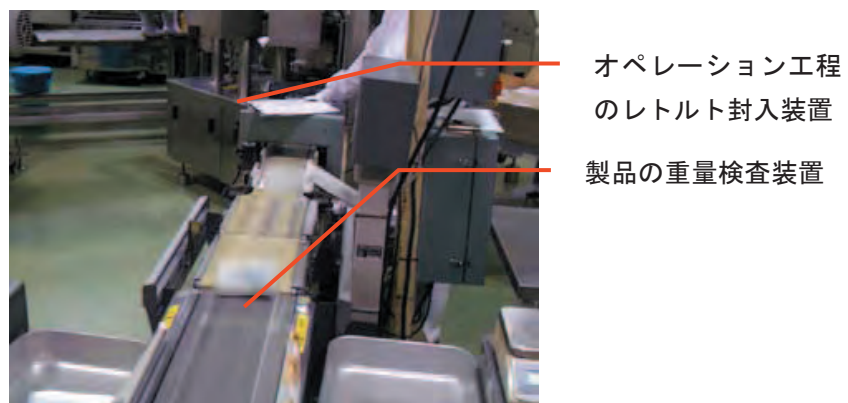 オペレーション工程
のレトルト封入装置
製品の重量検査装置